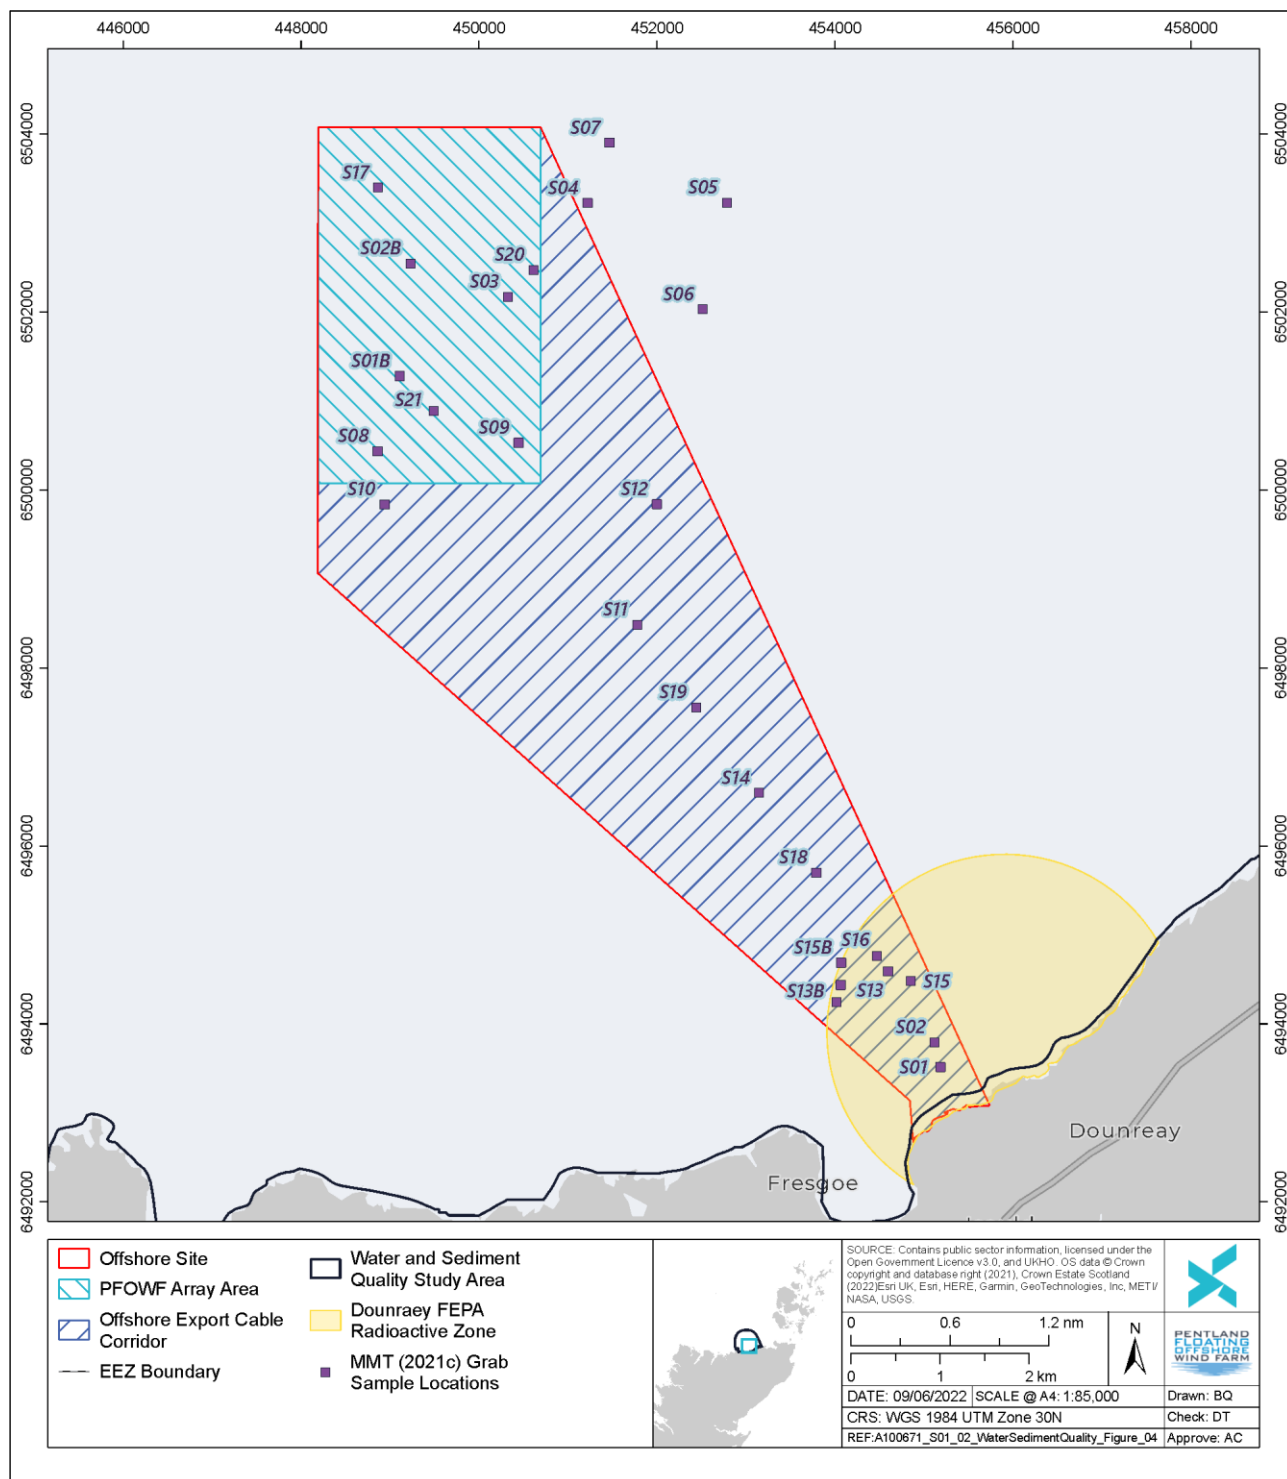 446000
448000
450000
452000
454000
456000
458000
6504000
6502000
6500000
6498000
6496000
6494000
6492000
6504000
6502000
6500000
6498000
6496000
6494000
6492000
S07
S17
S04
S05
S02B
S20
S03
S06
S01B
S21
S09
S08
S10
S12
S11
S19
S14
S18
S16
S15B
S13
S15
S13B
S02
S01
Dounreay
Fresgoe
Offshore Site
PFOWF Array Area
Offshore Export Cable
Corridor
EEZ Boundary
Water and Sediment
Quality Study Area
Dounraey FEPA
Radioactive Zone
MMT (2021c) Grab
Sample Locations
SOURCE: Contains public sector information, licensed under the
Open Government Licence v3.0, and UKHO. OS data © Crown
copyright and database right (2021), Crown Estate Scotland
(2022)Esri UK, Esri, HERE, Garmin, GeoTechnologies, Inc, METI/
NASA, USGS.
0 0.6 1.2 nm
0 1 2 km
N
PENTLAND
FLOATING
OFFSHORE
WIND FARM
DATE: 09/06/2022 SCALE @ A4: 1:85,000 Drawn: BQ
CRS: WGS 1984 UTM Zone 30N Check: DT
REF:A100671_S01_02_WaterSedimentQuality_Figure_04 Approve: AC